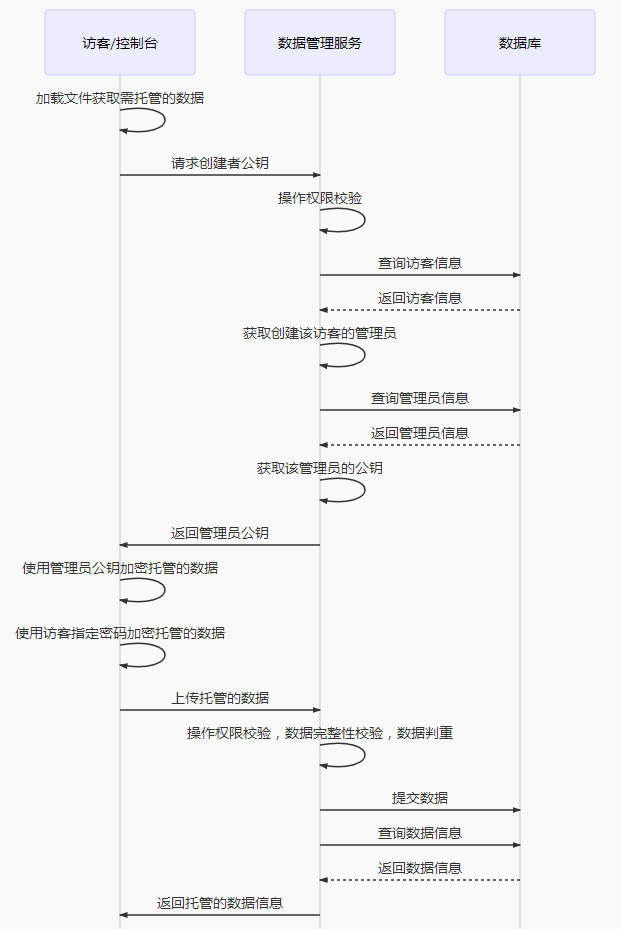 访客/控制台
数据管理服务
数据库
加载文件获取需托管的数据
请求创建者公钥
操作权限校验
查询访客信息
返回访客信息
获取创建该访客的管理员
查询管理员信息
返回管理员信息
获取该管理员的公钥
返回管理员公钥
使用管理员公钥加密托管的数据
使用访客指定密码加密托管的数据
上传托管的数据
操作权限校验，数据完整性校验，数据判重
提交数据
查询数据信息
返回数据信息
返回托管的数据信息